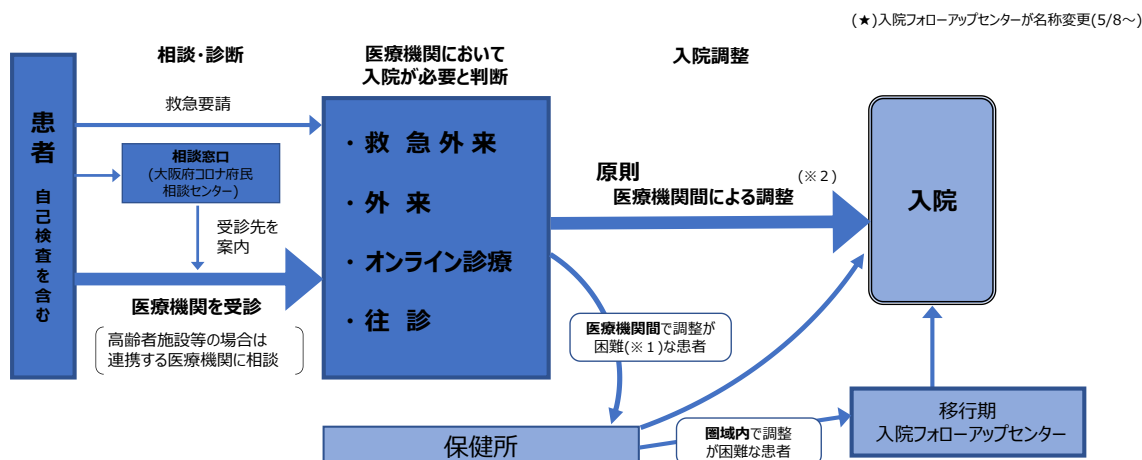 (★)入院フォローアップセンターが名称変更(5/8～)
相談・診断
医療機関において
入院が必要と判断
入院調整
患者
自己検査を含む
救急要請
相談窓口
(大阪府コロナ府民
相談センター)
受診先を
案内
医療機関を受診
高齢者施設等の場合は
連携する医療機関に相談
・救急外来
・外来
・オンライン診療
・往診
原則
医療機関間による調整
(※2)
入院
医療機関間で調整が
困難(※1)な患者
保健所
圏域内で調整
が困難な患者
移行期
入院フォローアップセンター